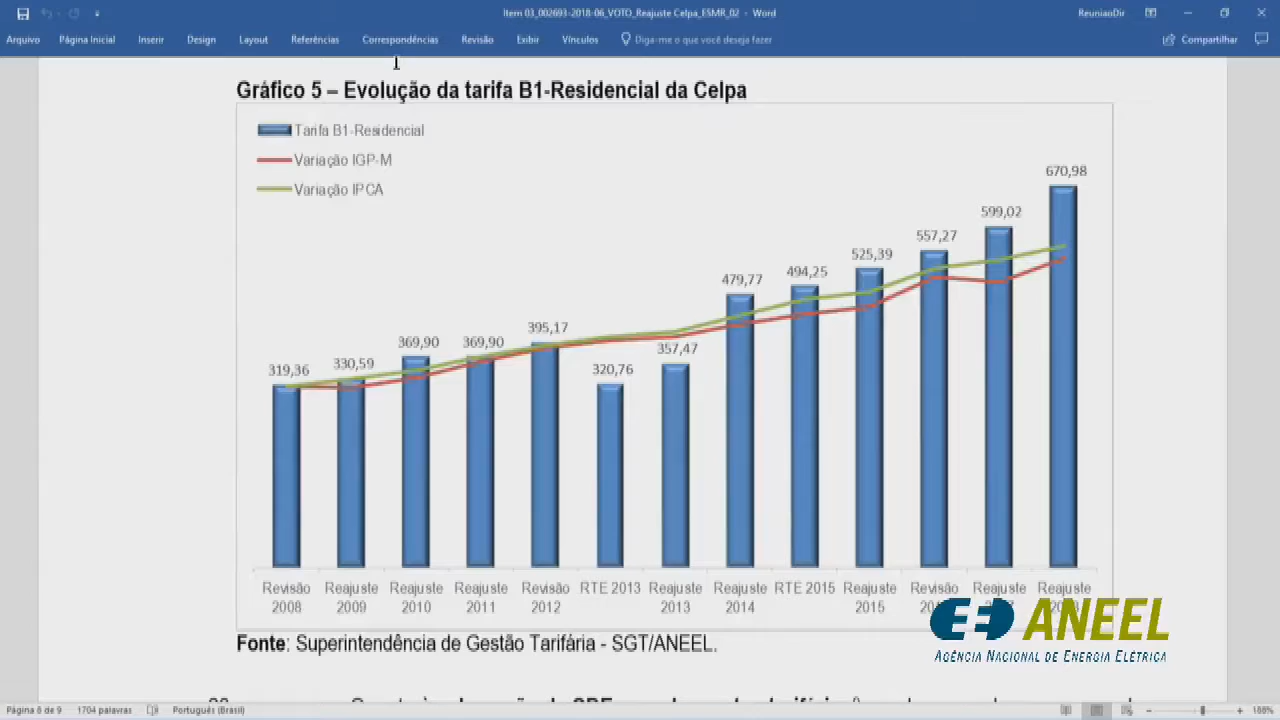 Item 03_002693-2018-06_VOTO_Reajuste Celpa_ESMR_02 - Word
ReuniaoDir
Arquivo Página Inicial Inserir Design Layout Referências Correspondências Revisão Exibir Vínculos Diga-me o que você deseja fazer
Compartilhar
Gráfico 5 – Evolução da tarifa B1-Residencial da Celpa
Tarifa B1-Residencial
Variação IGP-M
Variação IPCA
319,36 330,59 369,90 369,90 395,17 320,76 357,47 479,77 494,25 525,39 557,27 599,02 670,98
Revisão 2008
Reajuste 2009
Reajuste 2010
Reajuste 2011
Revisão 2012
RTE 2013
Reajuste 2013
Reajuste 2014
RTE 2015
Reajuste 2015
Revisão
Reajuste
Reajuste
Fonte: Superintendência de Gestão Tarifária - SGT/ANEEL.
ANEEL
AGÊNCIA NACIONAL DE ENERGIA ELÉTRICA
Página 8 de 9 1704 palavras Português (Brasil)